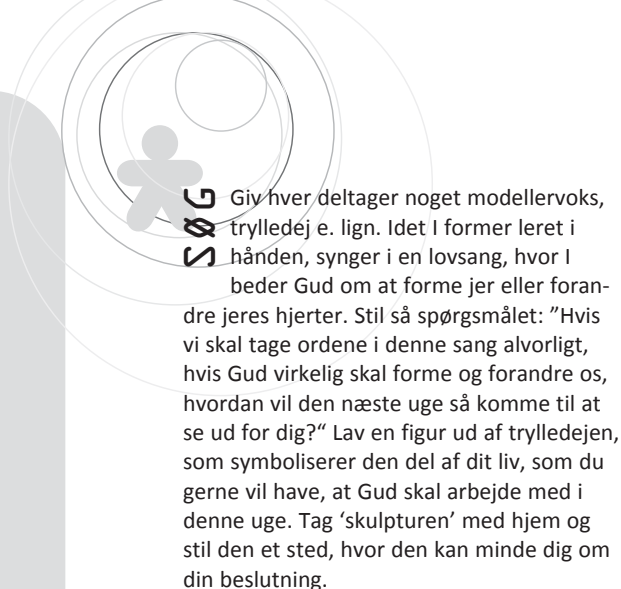 SØG
Giv hver deltager noget modellervoks,
trylledej e. lign. Idet I former leret i
hånden, synger i en lovsang, hvor I
beder Gud om at forme jer eller foran-
dre jeres hjerter. Stil så spørgsmålet: ”Hvis
vi skal tage ordene i denne sang alvorligt,
hvis Gud virkelig skal forme og forandre os,
hvordan vil den næste uge så komme til at
se ud for dig?“ Lav en figur ud af trylledejen,
som symboliserer den del af dit liv, som du
gerne vil have, at Gud skal arbejde med i
denne uge. Tag ‘skulpturen’ med hjem og
stil den et sted, hvor den kan minde dig om
din beslutning.